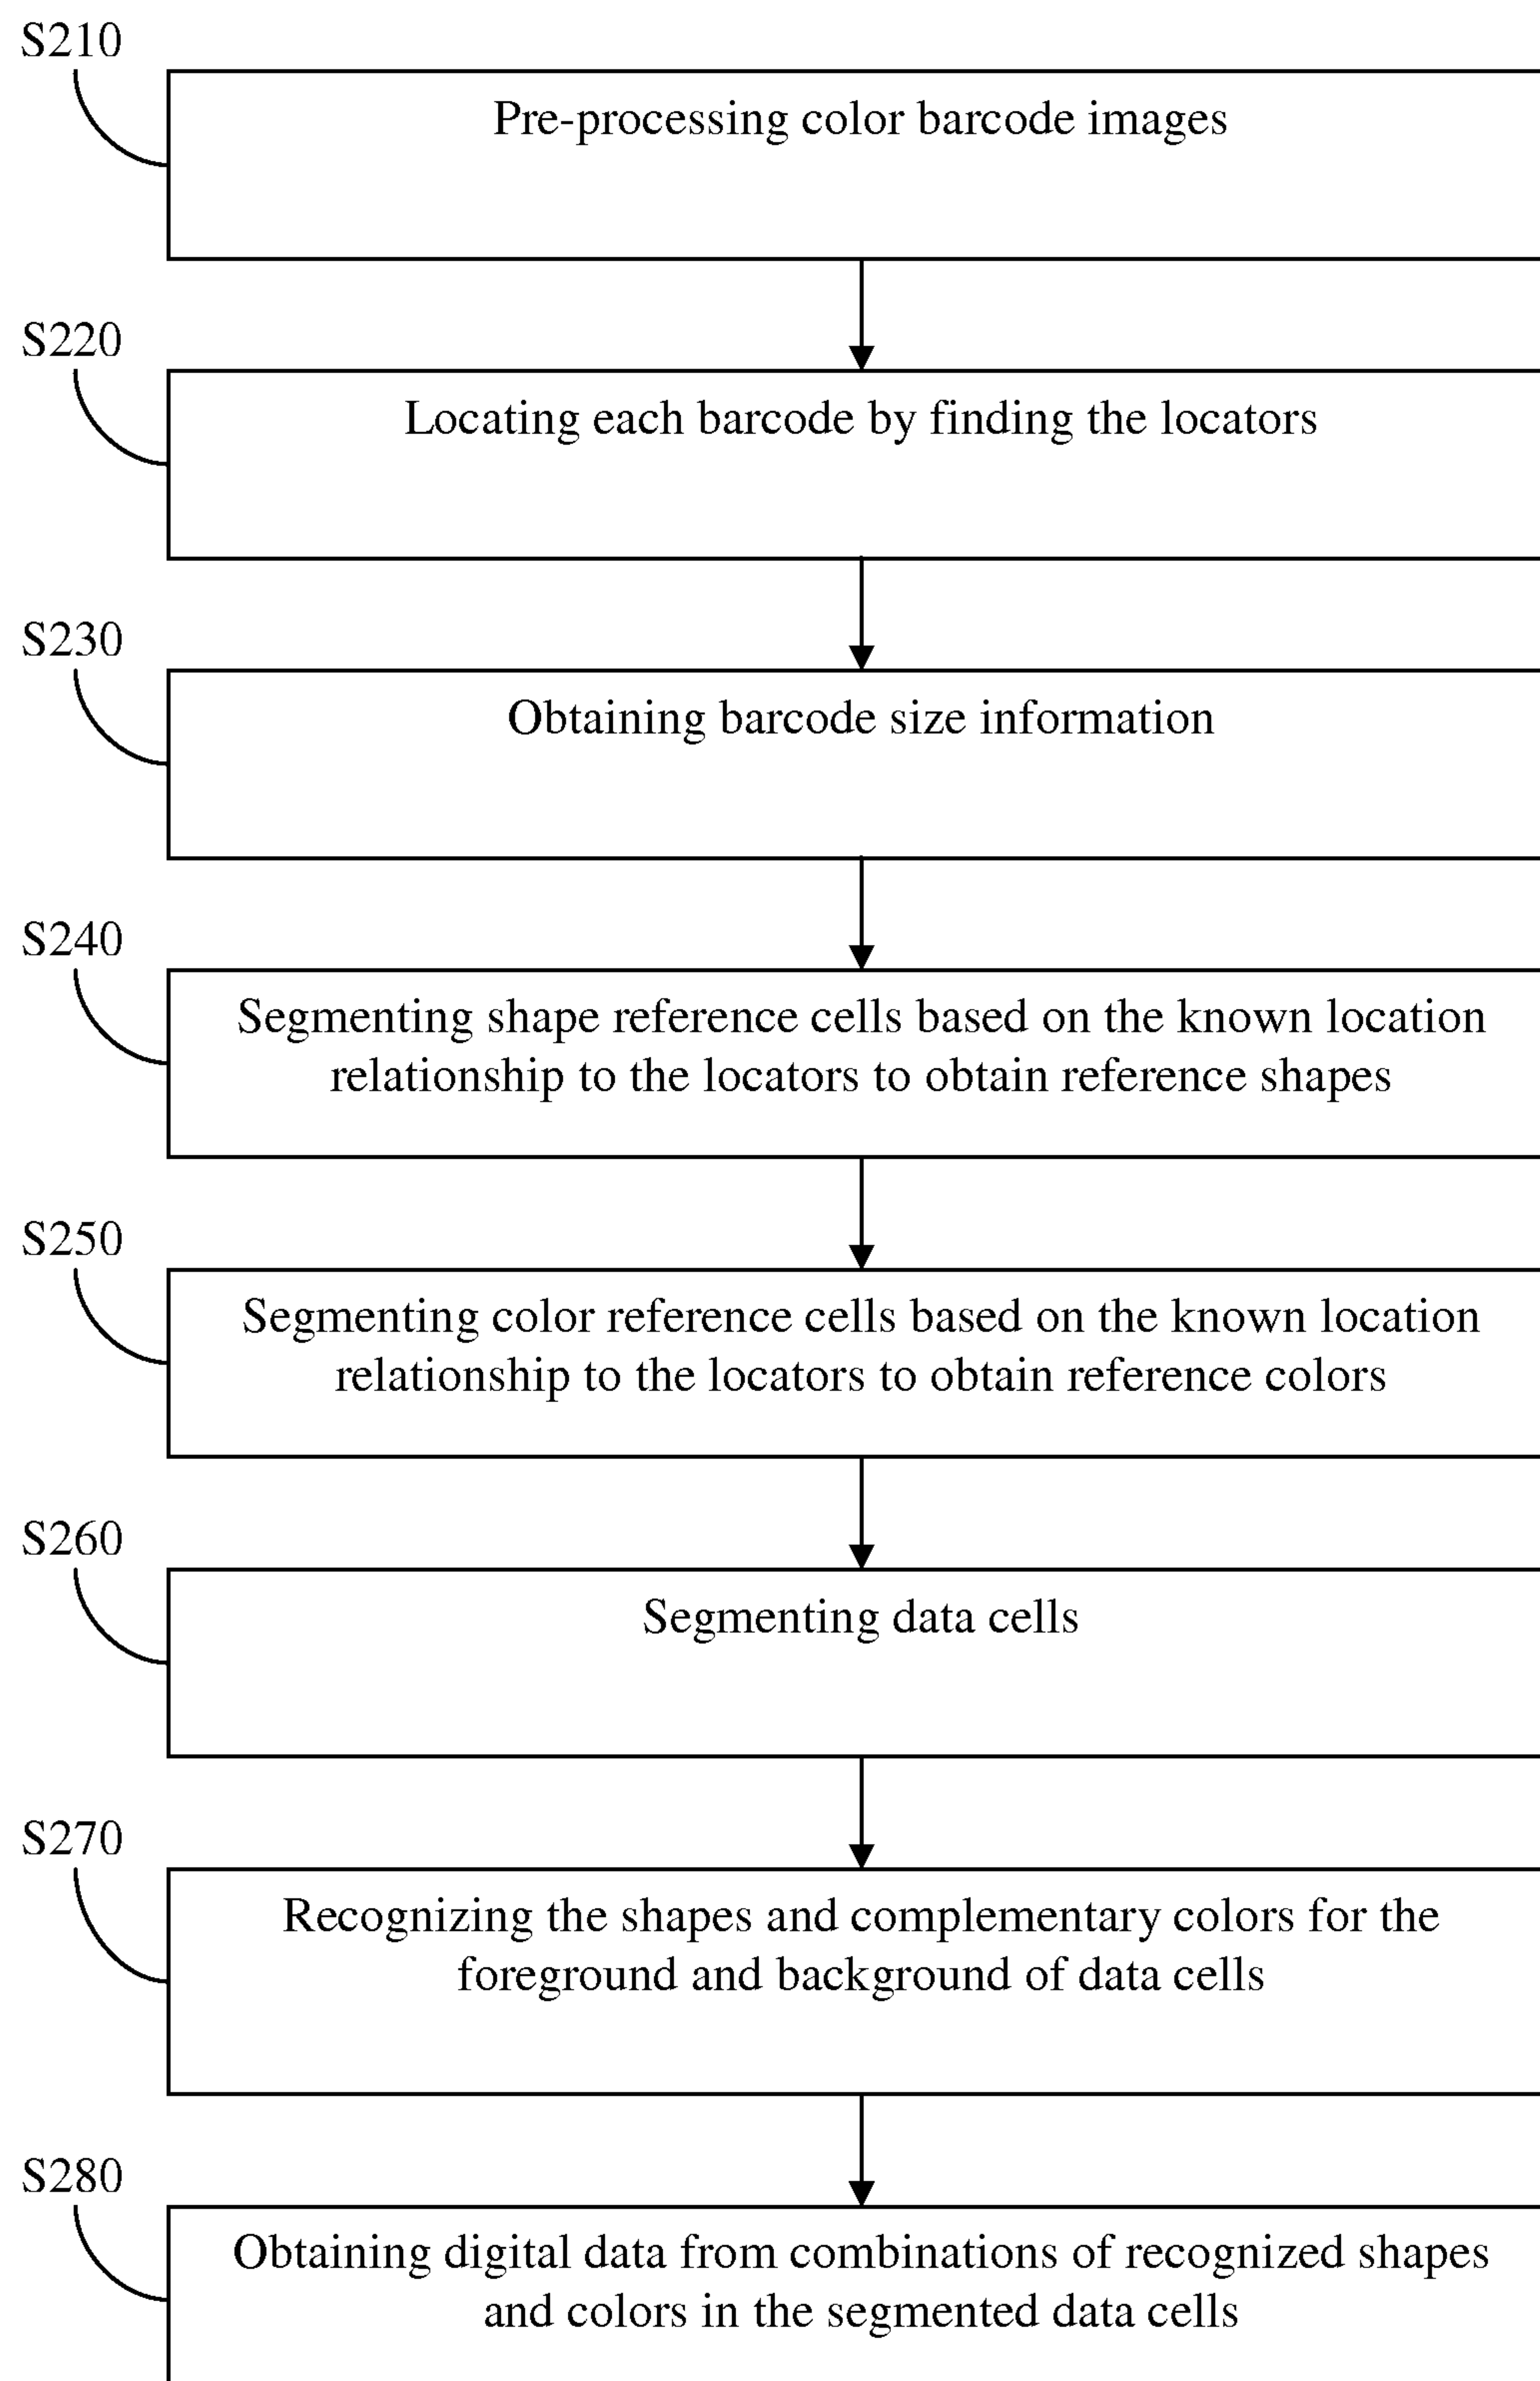 S210
Pre-processing color barcode images
S220
Locating each barcode by finding the locators
S230
Obtaining barcode size information
S240
Segmenting shape reference cells based on the known location
relationship to the locators to obtain reference shapes
S250
Segmenting color reference cells based on the known location
relationship to the locators to obtain reference colors
S260
Segmenting data cells
S270
Recognizing the shapes and complementary colors for the
foreground and background of data cells
S280
Obtaining digital data from combinations of recognized shapes
and colors in the segmented data cells